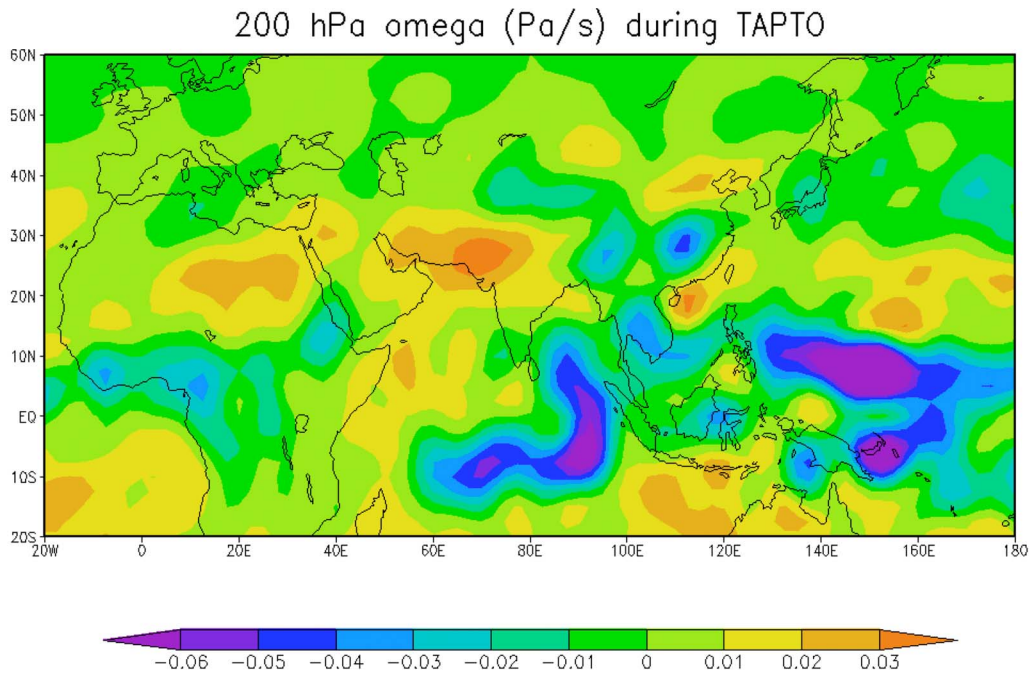 200 hPa omega (Pa/s) during TAPTO
60N
50N
40N
30N
20N
10N
EQ
10S
20S
20W 0 20E 40E 60E 80E 100E 120E 140E 160E 180
-0.06 -0.05 -0.04 -0.03 -0.02 -0.01 0 0.01 0.02 0.03